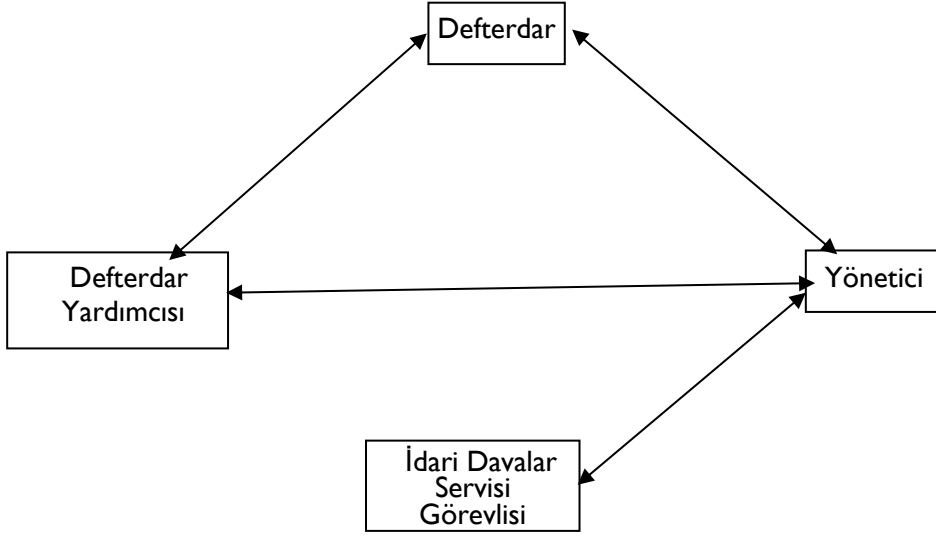 Defterdar
Defterdar
Yardımcısı
Yönetici
İdari Davalar
Servisi
Görevlisi